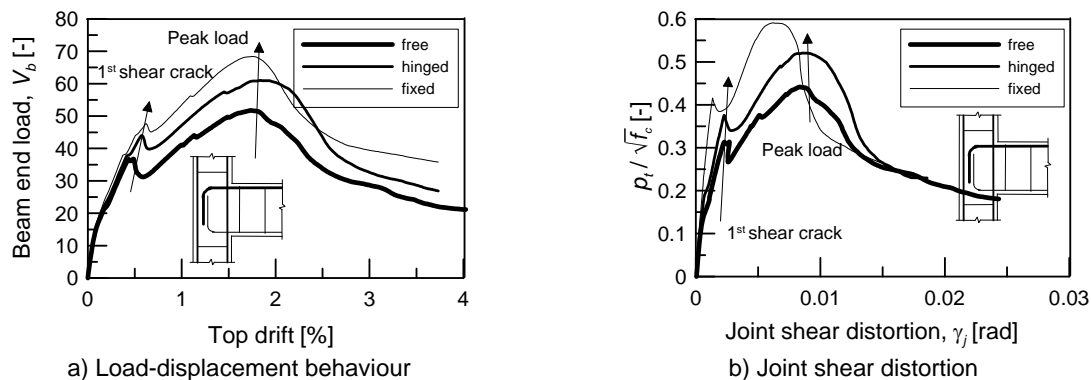 80
70
60
50
40
30
20
10
0
Beam end load, V_b [-]
Peak load
1st shear crack
free
hinged
fixed
0
1
2
3
4
Top drift [%]
a) Load-displacement behaviour
0.6
0.5
0.4
0.3
0.2
0.1
0
p_t / √f_c [-]
free
hinged
fixed
Peak load
1st shear crack
0
0.01
0.02
0.03
Joint shear distortion, γ_j [rad]
b) Joint shear distortion